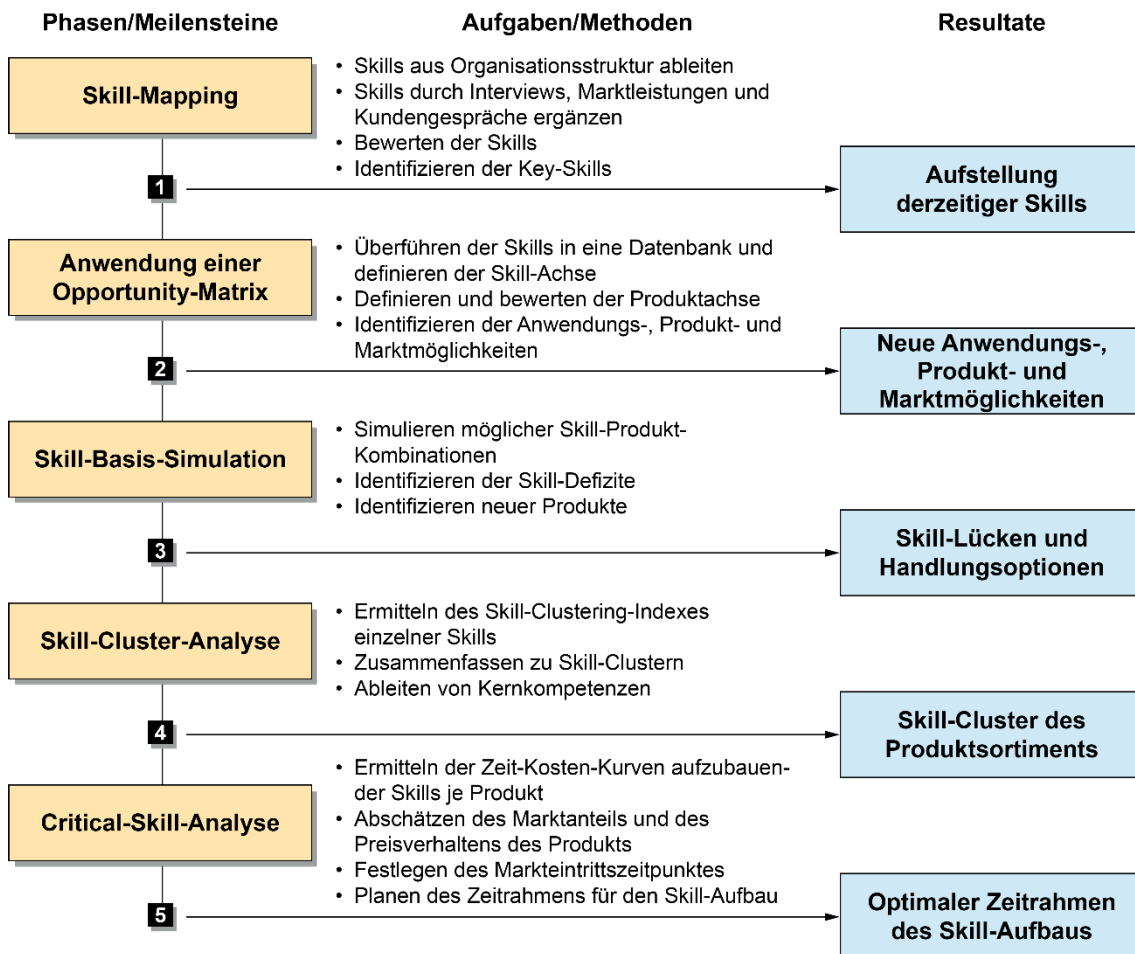 Phasen/Meilensteine
Aufgaben/Methoden
Resultate
Skill-Mapping
• Skills aus Organisationsstruktur ableiten
• Skills durch Interviews, Marktleistungen und
Kundengespräche ergänzen
• Bewerten der Skills
• Identifizieren der Key-Skills
1
Aufstellung
derzeitiger Skills
Anwendung einer
Opportunity-Matrix
• Überführen der Skills in eine Datenbank und
definieren der Skill-Achse
• Definieren und bewerten der Produktachse
• Identifizieren der Anwendungs-, Produkt- und
Marktmöglichkeiten
2
Neue Anwendungs-,
Produkt- und
Marktmöglichkeiten
Skill-Basis-Simulation
• Simulieren möglicher Skill-Produkt-
Kombinationen
• Identifizieren der Skill-Defizite
• Identifizieren neuer Produkte
3
Skill-Lücken und
Handlungsoptionen
Skill-Cluster-Analyse
• Ermitteln des Skill-Clustering-Indexes
einzelner Skills
• Zusammenfassen zu Skill-Clustern
• Ableiten von Kernkompetenzen
4
Skill-Cluster des
Produktsortiments
Critical-Skill-Analyse
• Ermitteln der Zeit-Kosten-Kurven aufzubauen-
der Skills je Produkt
• Abschätzen des Marktanteils und des
Preisverhaltens des Produkts
• Festlegen des Markteintrittszeitpunktes
• Planen des Zeitrahmens für den Skill-Aufbau
5
Optimaler Zeitrahmen
des Skill-Aufbaus